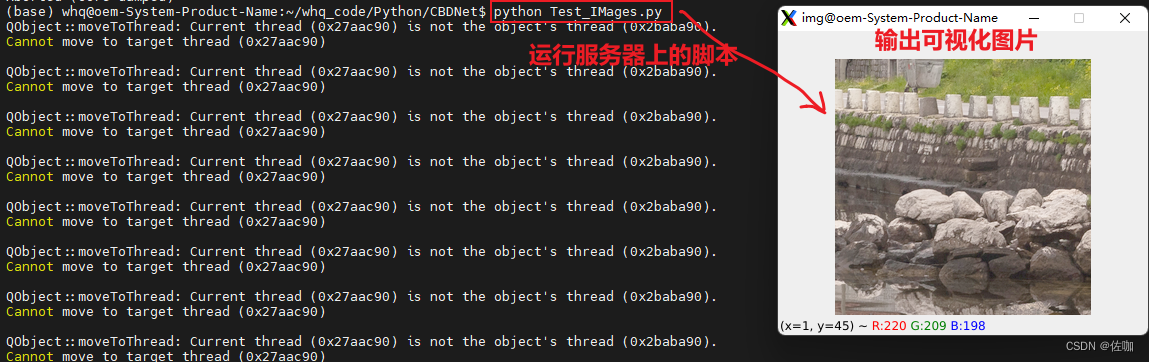 (base) whq@oem-System-Product-Name:~/whq_code/Python/CBDNet$ python Test_IMages.py
QObject::moveToThread: Current thread (0x27aac90) is not the object's thread (0x2baba90).
Cannot move to target thread (0x27aac90)
QObject::moveToThread: Current thread (0x27aac90) is not the object's thread (0x2baba90).
Cannot move to target thread (0x27aac90)
QObject::moveToThread: Current thread (0x27aac90) is not the object's thread (0x2baba90).
Cannot move to target thread (0x27aac90)
QObject::moveToThread: Current thread (0x27aac90) is not the object's thread (0x2baba90).
Cannot move to target thread (0x27aac90)
QObject::moveToThread: Current thread (0x27aac90) is not the object's thread (0x2baba90).
Cannot move to target thread (0x27aac90)
QObject::moveToThread: Current thread (0x27aac90) is not the object's thread (0x2baba90).
Cannot move to target thread (0x27aac90)
QObject::moveToThread: Current thread (0x27aac90) is not the object's thread (0x2baba90).
Cannot move to target thread (0x27aac90)
QObject::moveToThread: Current thread (0x27aac90) is not the object's thread (0x2baba90).
Cannot move to target thread (0x27aac90)
运行服务器上的脚本
img@oem-System-Product-Name
输出可视化图片
(x=1, y=45) ~ R:220 G:209 B:198
CSDN @佐咖